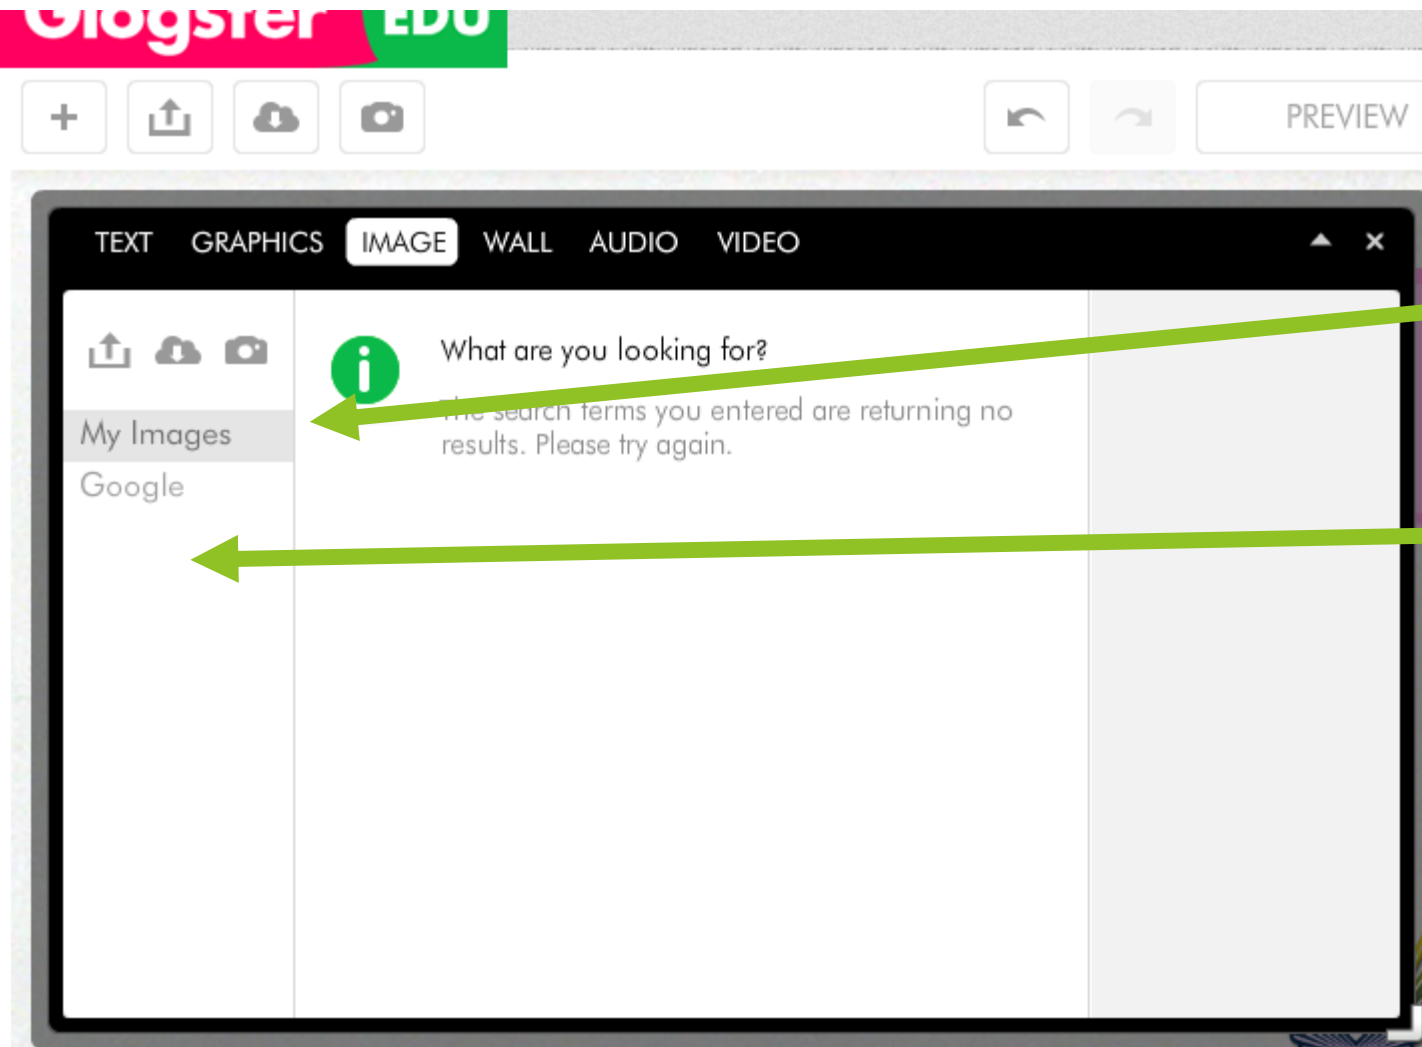 Glogster EDU
PREVIEW
TEXT GRAPHICS IMAGE WALL AUDIO VIDEO
What are you looking for?
The search terms you entered are returning no
results. Please try again.
My Images
Google